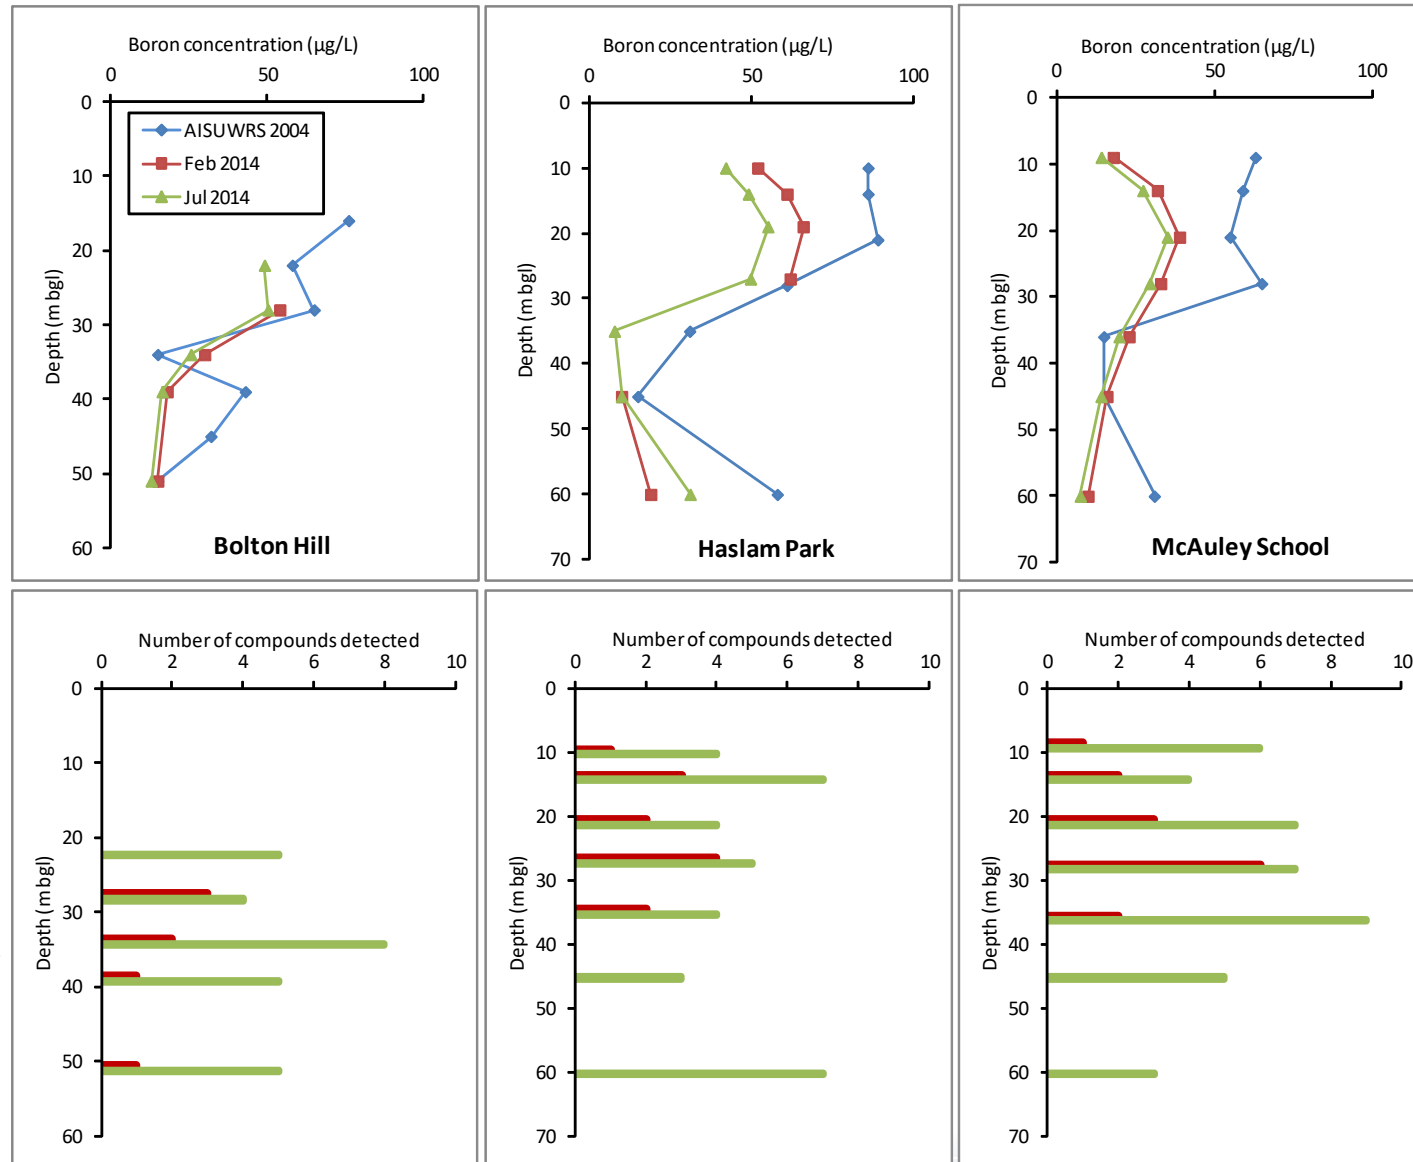 Boron concentration (µg/L)
0 50 100
0
10
20
30
40
50
60
Depth (m bgl)
AISUWRS 2004
Feb 2014
Jul 2014
Bolton Hill
Boron concentration (µg/L)
0 50 100
0
10
20
30
40
50
60
70
Depth (m bgl)
Haslam Park
Boron concentration (µg/L)
0 50 100
0
10
20
30
40
50
60
70
Depth (m bgl)
McAuley School
Number of compounds detected
0 2 4 6 8 10
0
10
20
30
40
50
60
Depth (m bgl)
Number of compounds detected
0 2 4 6 8 10
0
10
20
30
40
50
60
70
Depth (m bgl)
Number of compounds detected
0 2 4 6 8 10
0
10
20
30
40
50
60
70
Depth (m bgl)